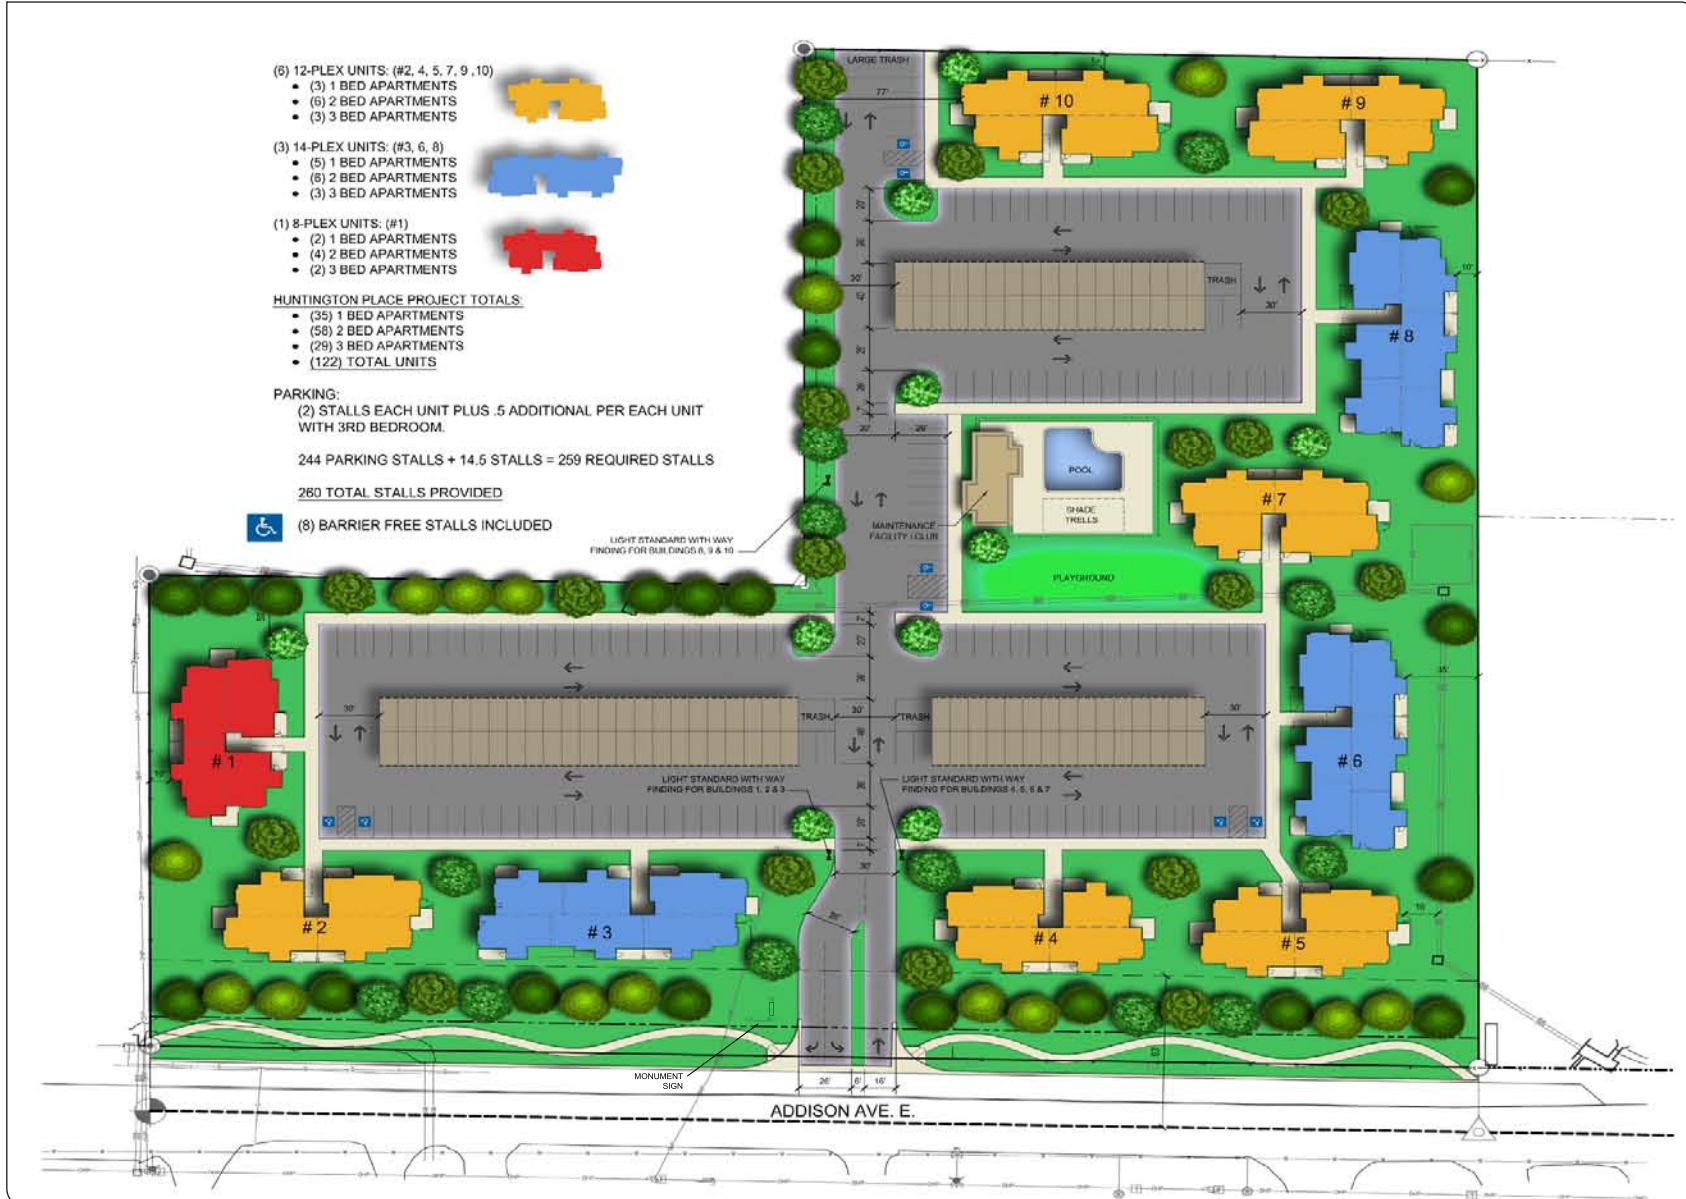 (6) 12-PLEX UNITS: (#2, 4, 5, 7, 9 ,10)
• (3) 1 BED APARTMENTS
• (6) 2 BED APARTMENTS
• (3) 3 BED APARTMENTS
(3) 14-PLEX UNITS: (#3, 6, 8)
• (5) 1 BED APARTMENTS
• (6) 2 BED APARTMENTS
• (3) 3 BED APARTMENTS
(1) 8-PLEX UNITS: (#1)
• (2) 1 BED APARTMENTS
• (4) 2 BED APARTMENTS
• (2) 3 BED APARTMENTS
HUNTINGTON PLACE PROJECT TOTALS:
• (35) 1 BED APARTMENTS
• (58) 2 BED APARTMENTS
• (29) 3 BED APARTMENTS
• (122) TOTAL UNITS
PARKING:
(2) STALLS EACH UNIT PLUS .5 ADDITIONAL PER EACH UNIT
WITH 3RD BEDROOM.
244 PARKING STALLS + 14.5 STALLS = 259 REQUIRED STALLS
260 TOTAL STALLS PROVIDED
(8) BARRIER FREE STALLS INCLUDED
LARGE TRASH
77'
# 10
# 9
TRASH
30'
10'
# 8
# 7
POOL
SHADE
TRELLS
MAINTENANCE
FACILITY / CLUB
PLAYGROUND
LIGHT STANDARD WITH WAY
FINDING FOR BUILDINGS 8, 9 & 10
30'
TRASH
30'
TRASH
30'
# 1
# 6
LIGHT STANDARD WITH WAY
FINDING FOR BUILDINGS 1, 2 & 3
LIGHT STANDARD WITH WAY
FINDING FOR BUILDINGS 4, 5, 6 & 7
30'
# 2
# 3
# 4
# 5
MONUMENT
SIGN
26'
6'
16'
ADDISON AVE. E.